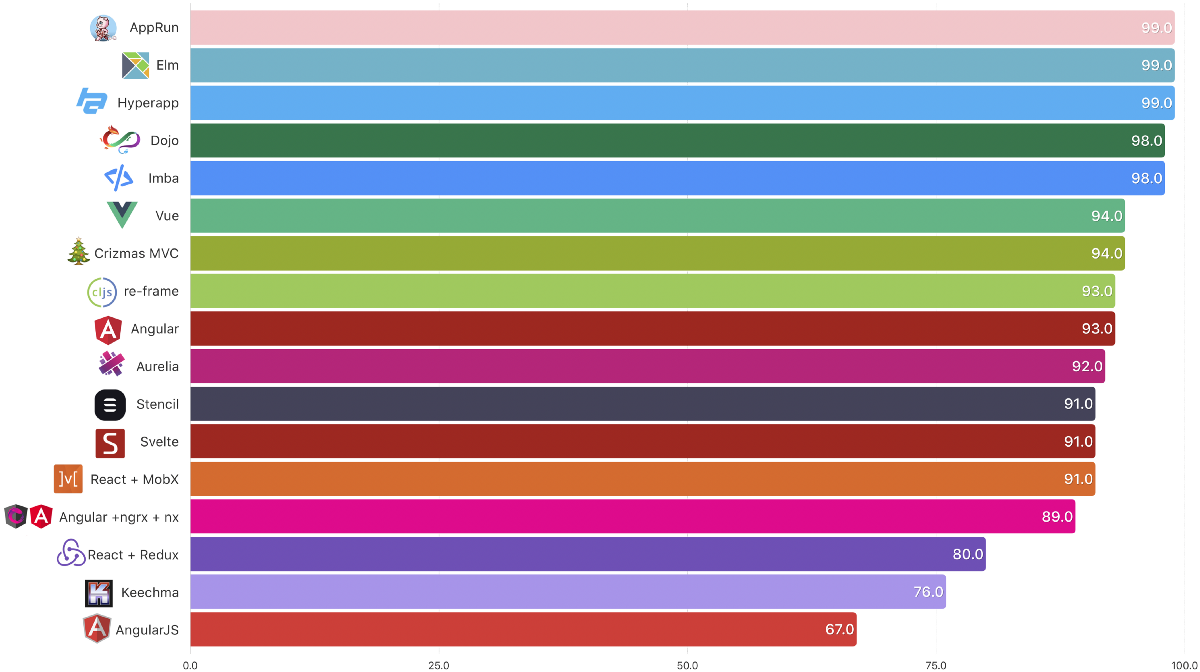 AppRun 99.0
Elm 99.0
Hyperapp 99.0
Dojo 98.0
Imba 98.0
Vue 94.0
Crizmas MVC 94.0
cljs re-frame 93.0
A Angular 93.0
Aurelia 92.0
Stencil 91.0
S Svelte 91.0
]v[ React + MobX 91.0
C A Angular +ngrx + nx 89.0
React + Redux 80.0
K Keechma 76.0
A AngularJS 67.0
0.0 25.0 50.0 75.0 100.0